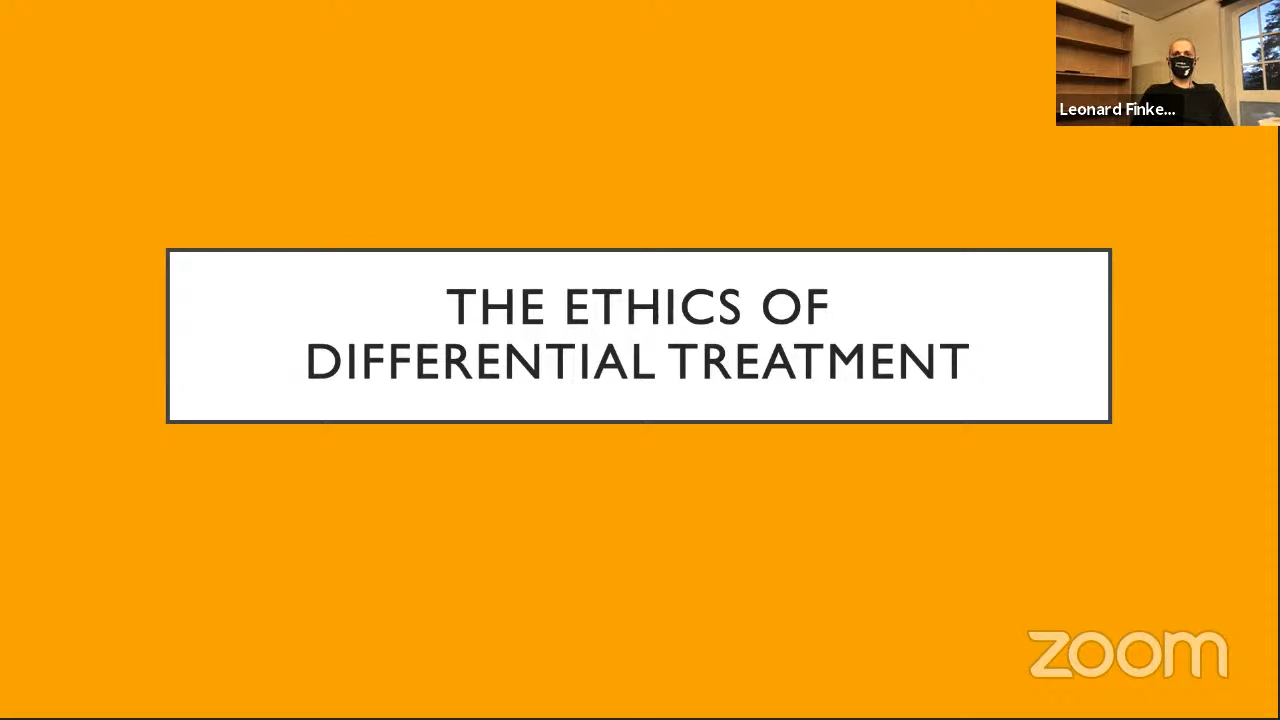 Leonard Finke...
THE ETHICS OF
DIFFERENTIAL TREATMENT
zoom